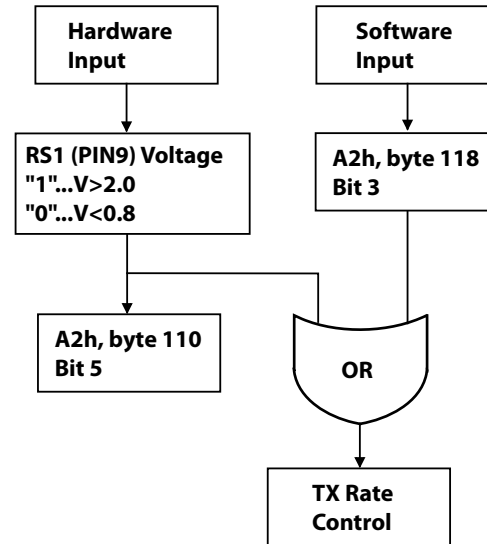 Hardware
Input
Software
Input
RS1 (PIN9) Voltage
"1"...V>2.0
"0"...V<0.8
A2h, byte 118
Bit 3
A2h, byte 110
Bit 5
OR
TX Rate
Control